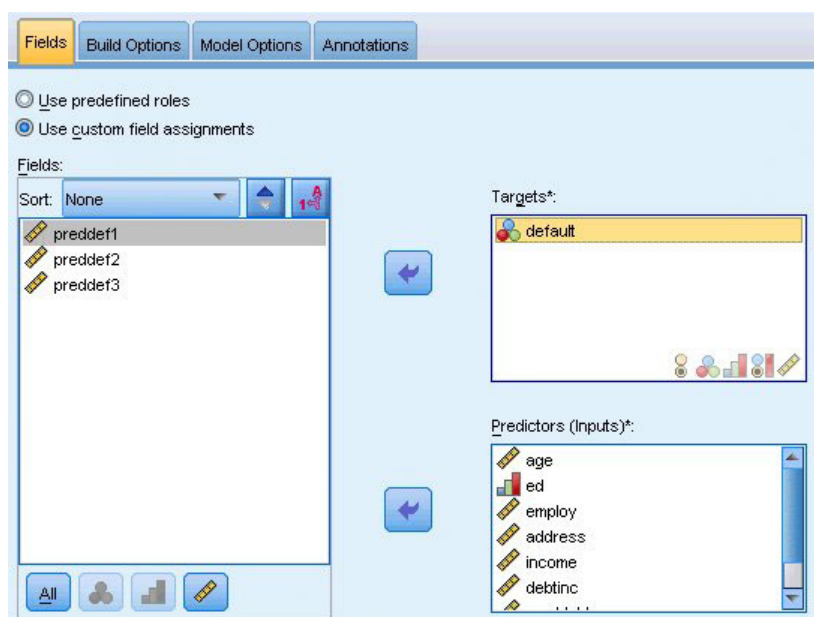 Fields Build Options Model Options Annotations
Use predefined roles
Use custom field assignments
Fields:
Sort: None
preddef1
preddef2
preddef3
All
Targets*:
default
Predictors (Inputs)*:
age
ed
employ
address
income
debtinc